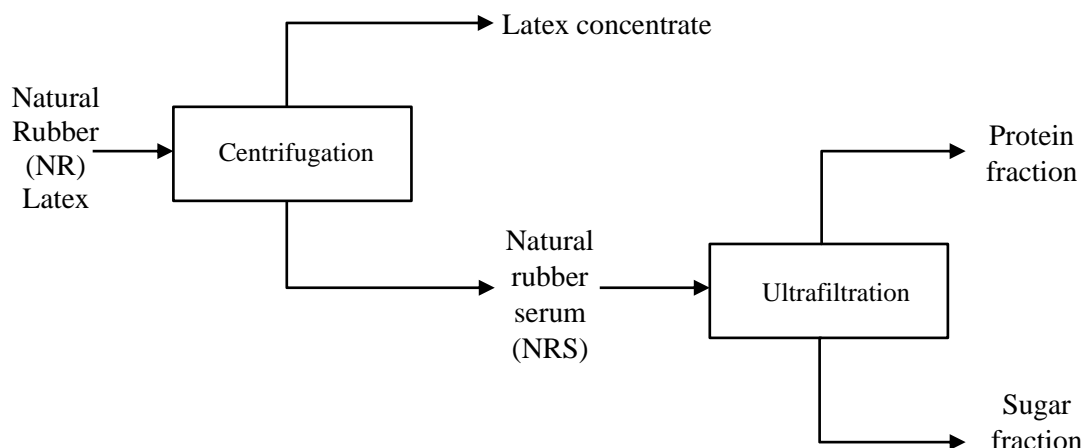 Latex concentrate
Natural
Rubber
(NR)
Latex
Centrifugation
Protein
fraction
Natural
rubber
serum
(NRS)
Ultrafiltration
Sugar
fraction